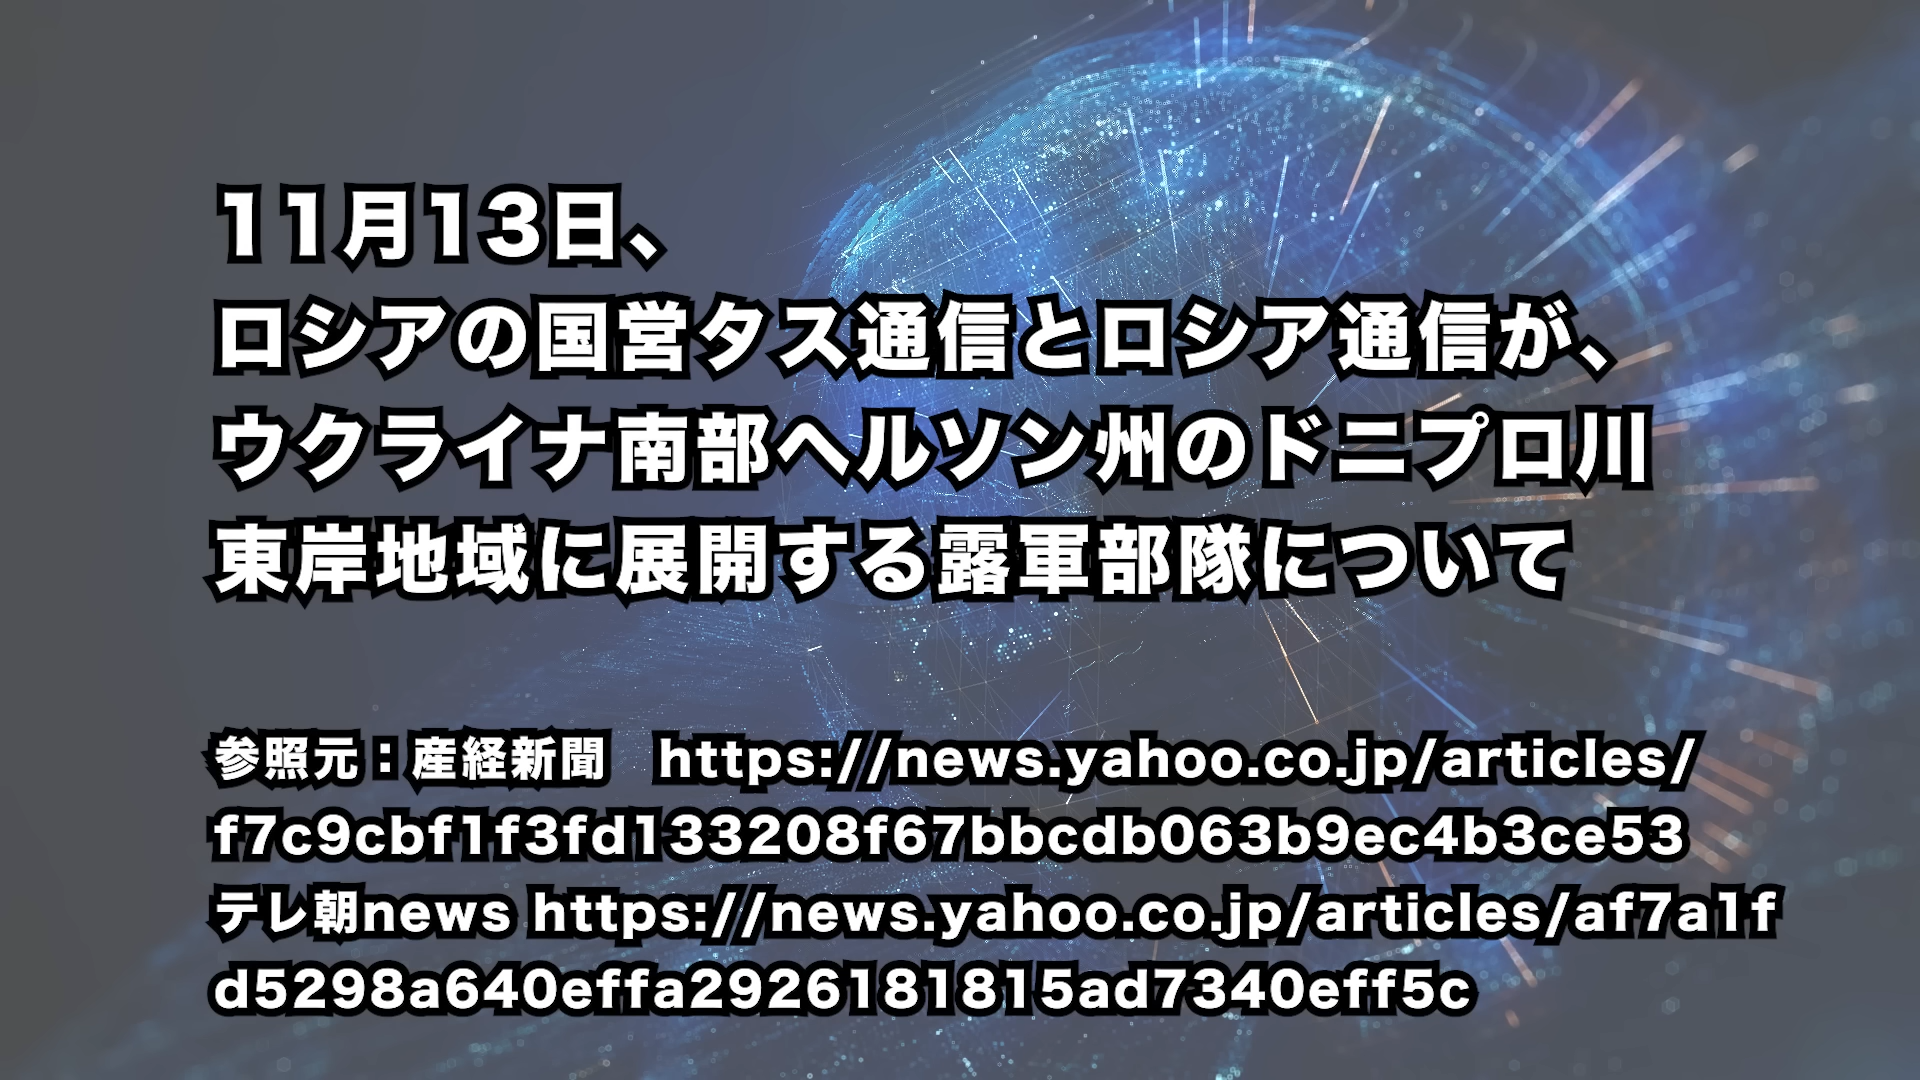 11月13日、
ロシアの国営タス通信とロシア通信が、
ウクライナ南部ヘルソン州のドニプロ川
東岸地域に展開する露軍部隊について
参照元：産経新聞　https://news.yahoo.co.jp/articles/
f7c9cbf1f3fd133208f67bbcdb063b9ec4b3ce53
テレ朝news https://news.yahoo.co.jp/articles/af7a1f
d5298a640effa2926181815ad7340eff5c